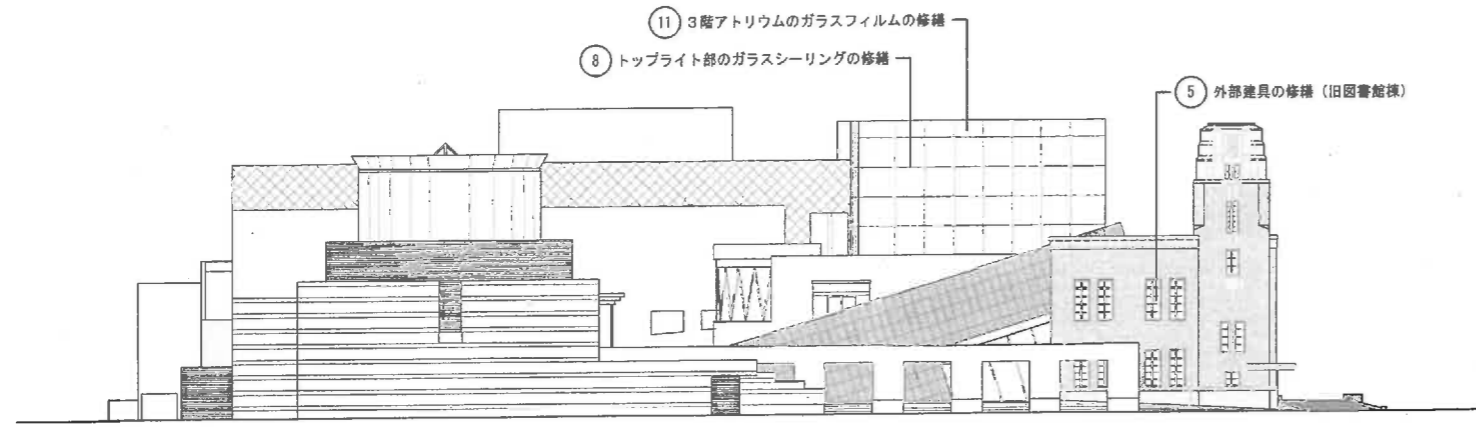 11 3階アトリウムのガラスフィルムの修繕
8 トップライト部のガラスシーリングの修繕
5 外部建具の修繕（旧図書館棟）